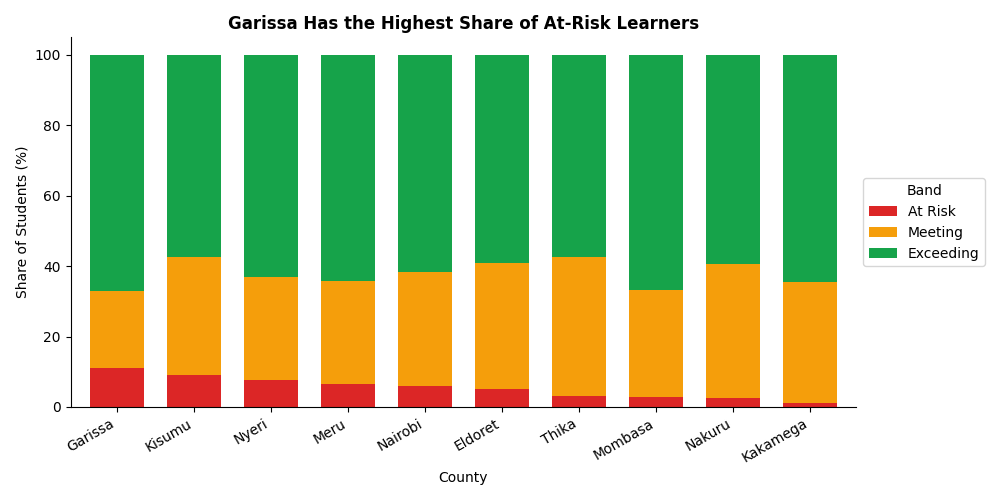 Garissa Has the Highest Share of At-Risk Learners
100
80
60
40
20
0
Share of Students (%)
Garissa
Kisumu
Nyeri
Meru
Nairobi
Eldoret
Thika
Mombasa
Nakuru
Kakamega
County
Band
At Risk
Meeting
Exceeding